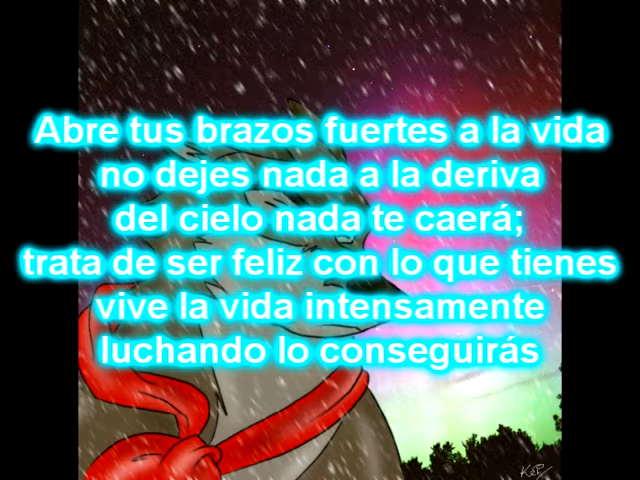 Abre tus brazos fuertes a la vida
no dejes nada a la deriva
del cielo nada te caerá;
trata de ser feliz con lo que tienes
vive la vida intensamente
luchando lo conseguirás